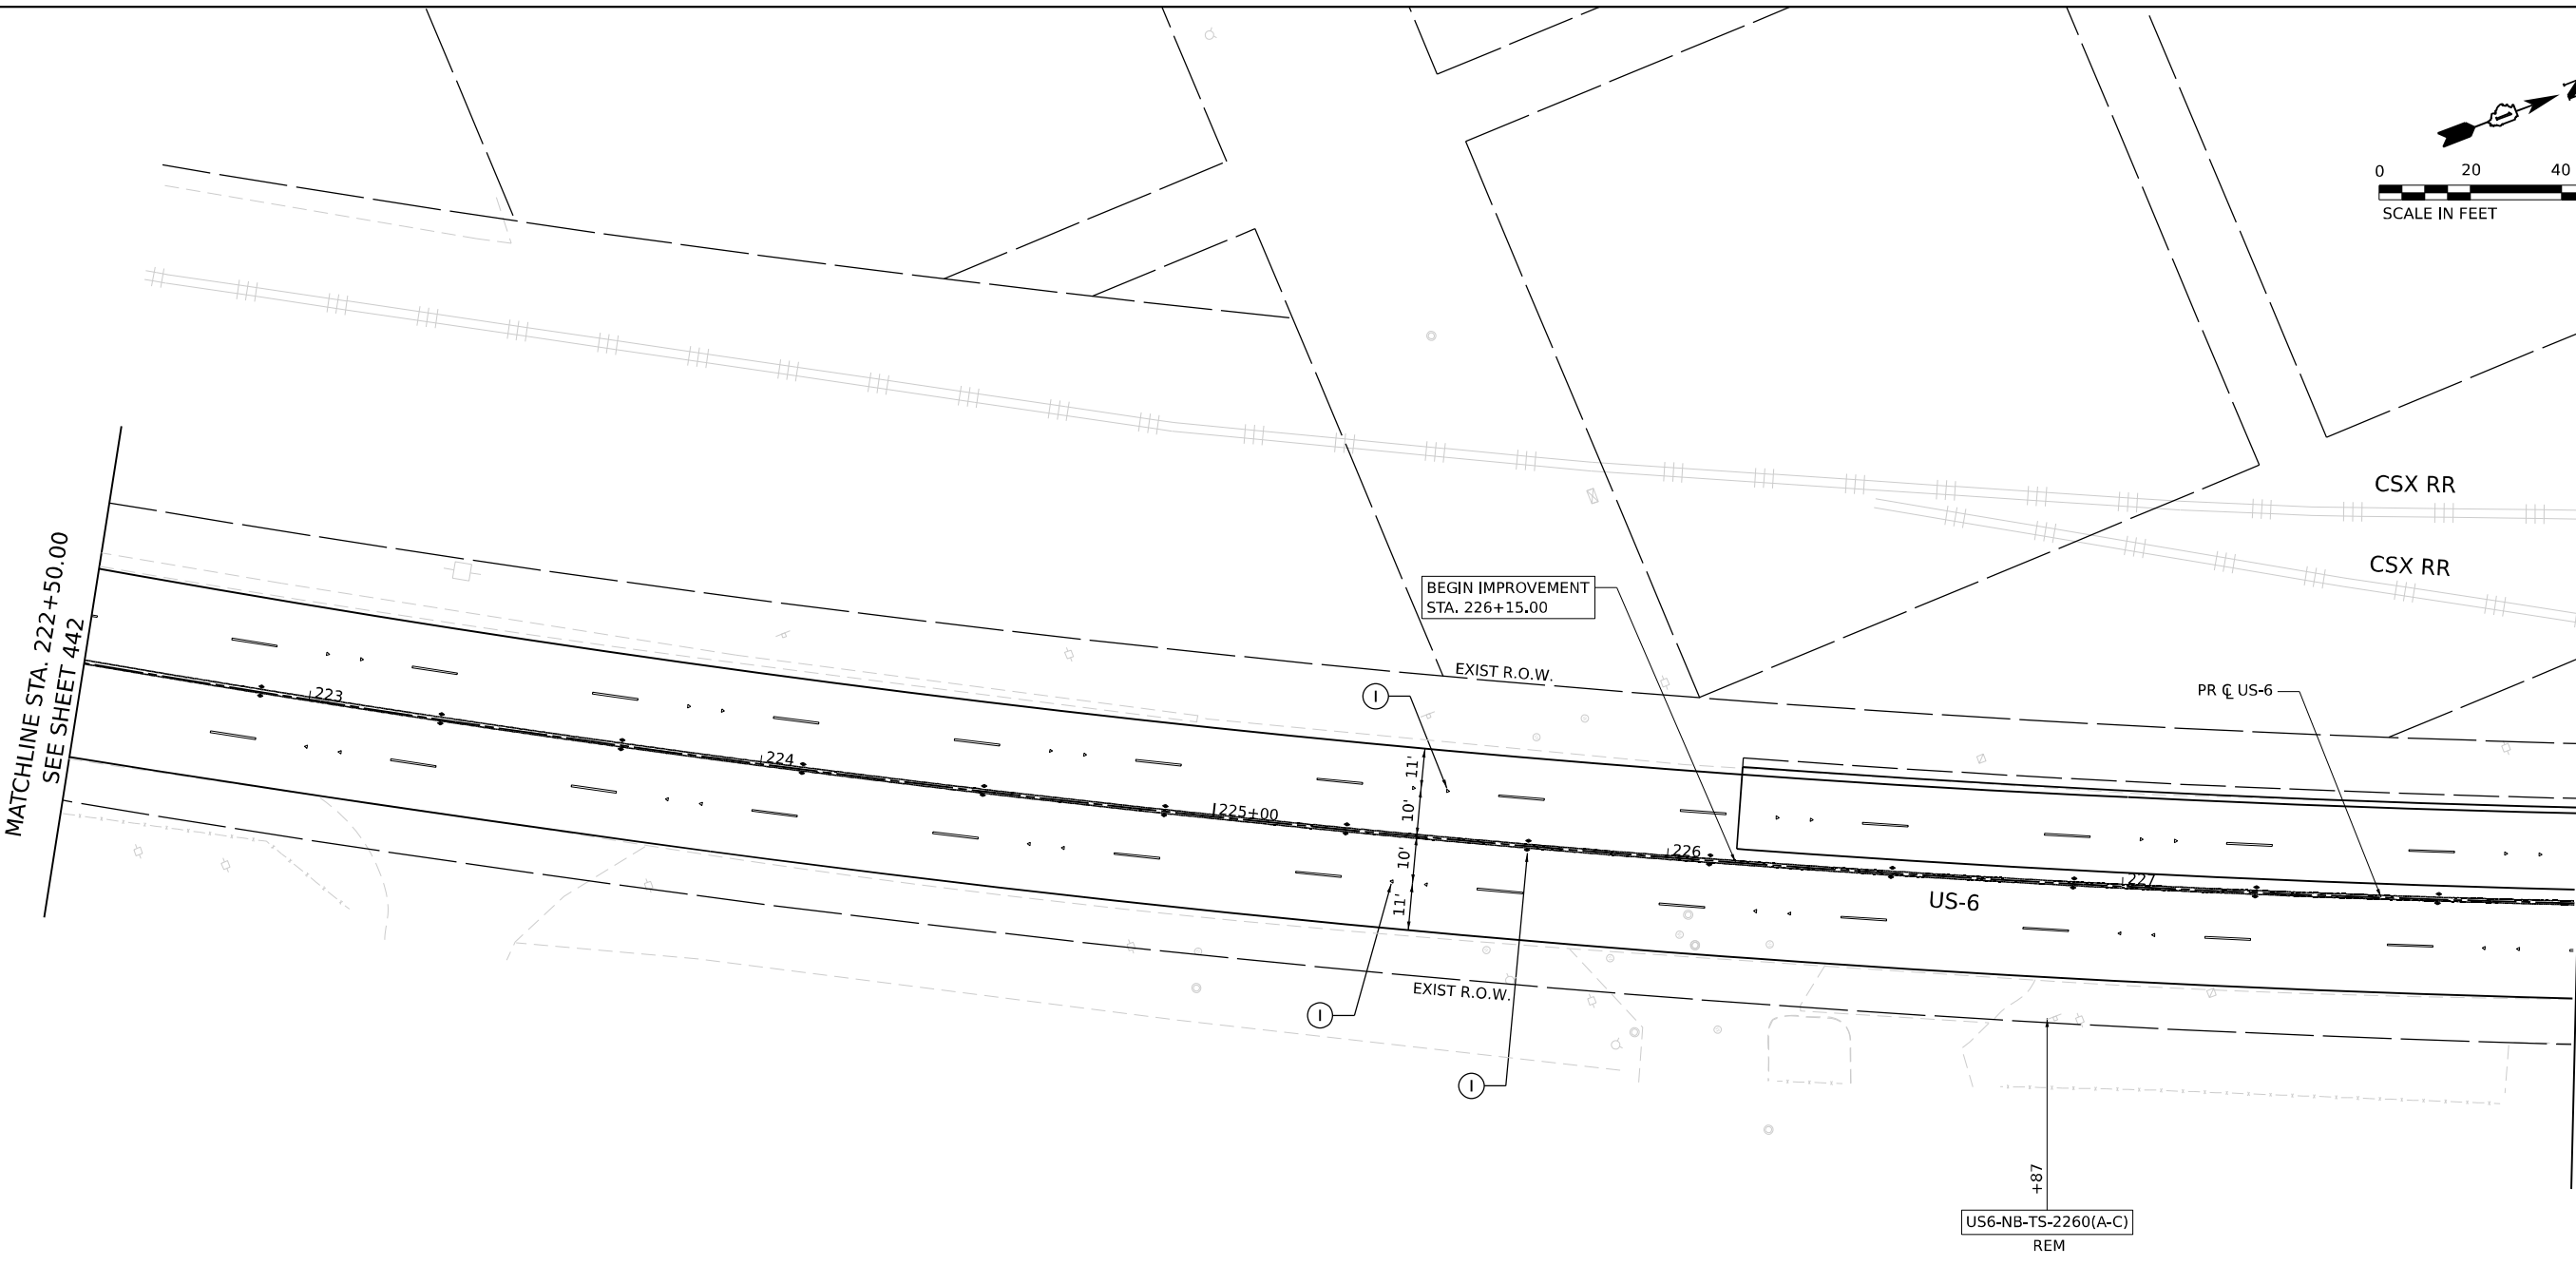 0 20 40
SCALE IN FEET
CSX RR
CSX RR
MATCHLINE STA. 222+50.00
SEE SHEET 442
BEGIN IMPROVEMENT
STA. 226+15.00
EXIST R.O.W.
I
PR ℄ US-6
223
224
225+00
226
227
11'
10'
10'
11'
US-6
EXIST R.O.W.
I
I
+87
US6-NB-TS-2260(A-C)
REM